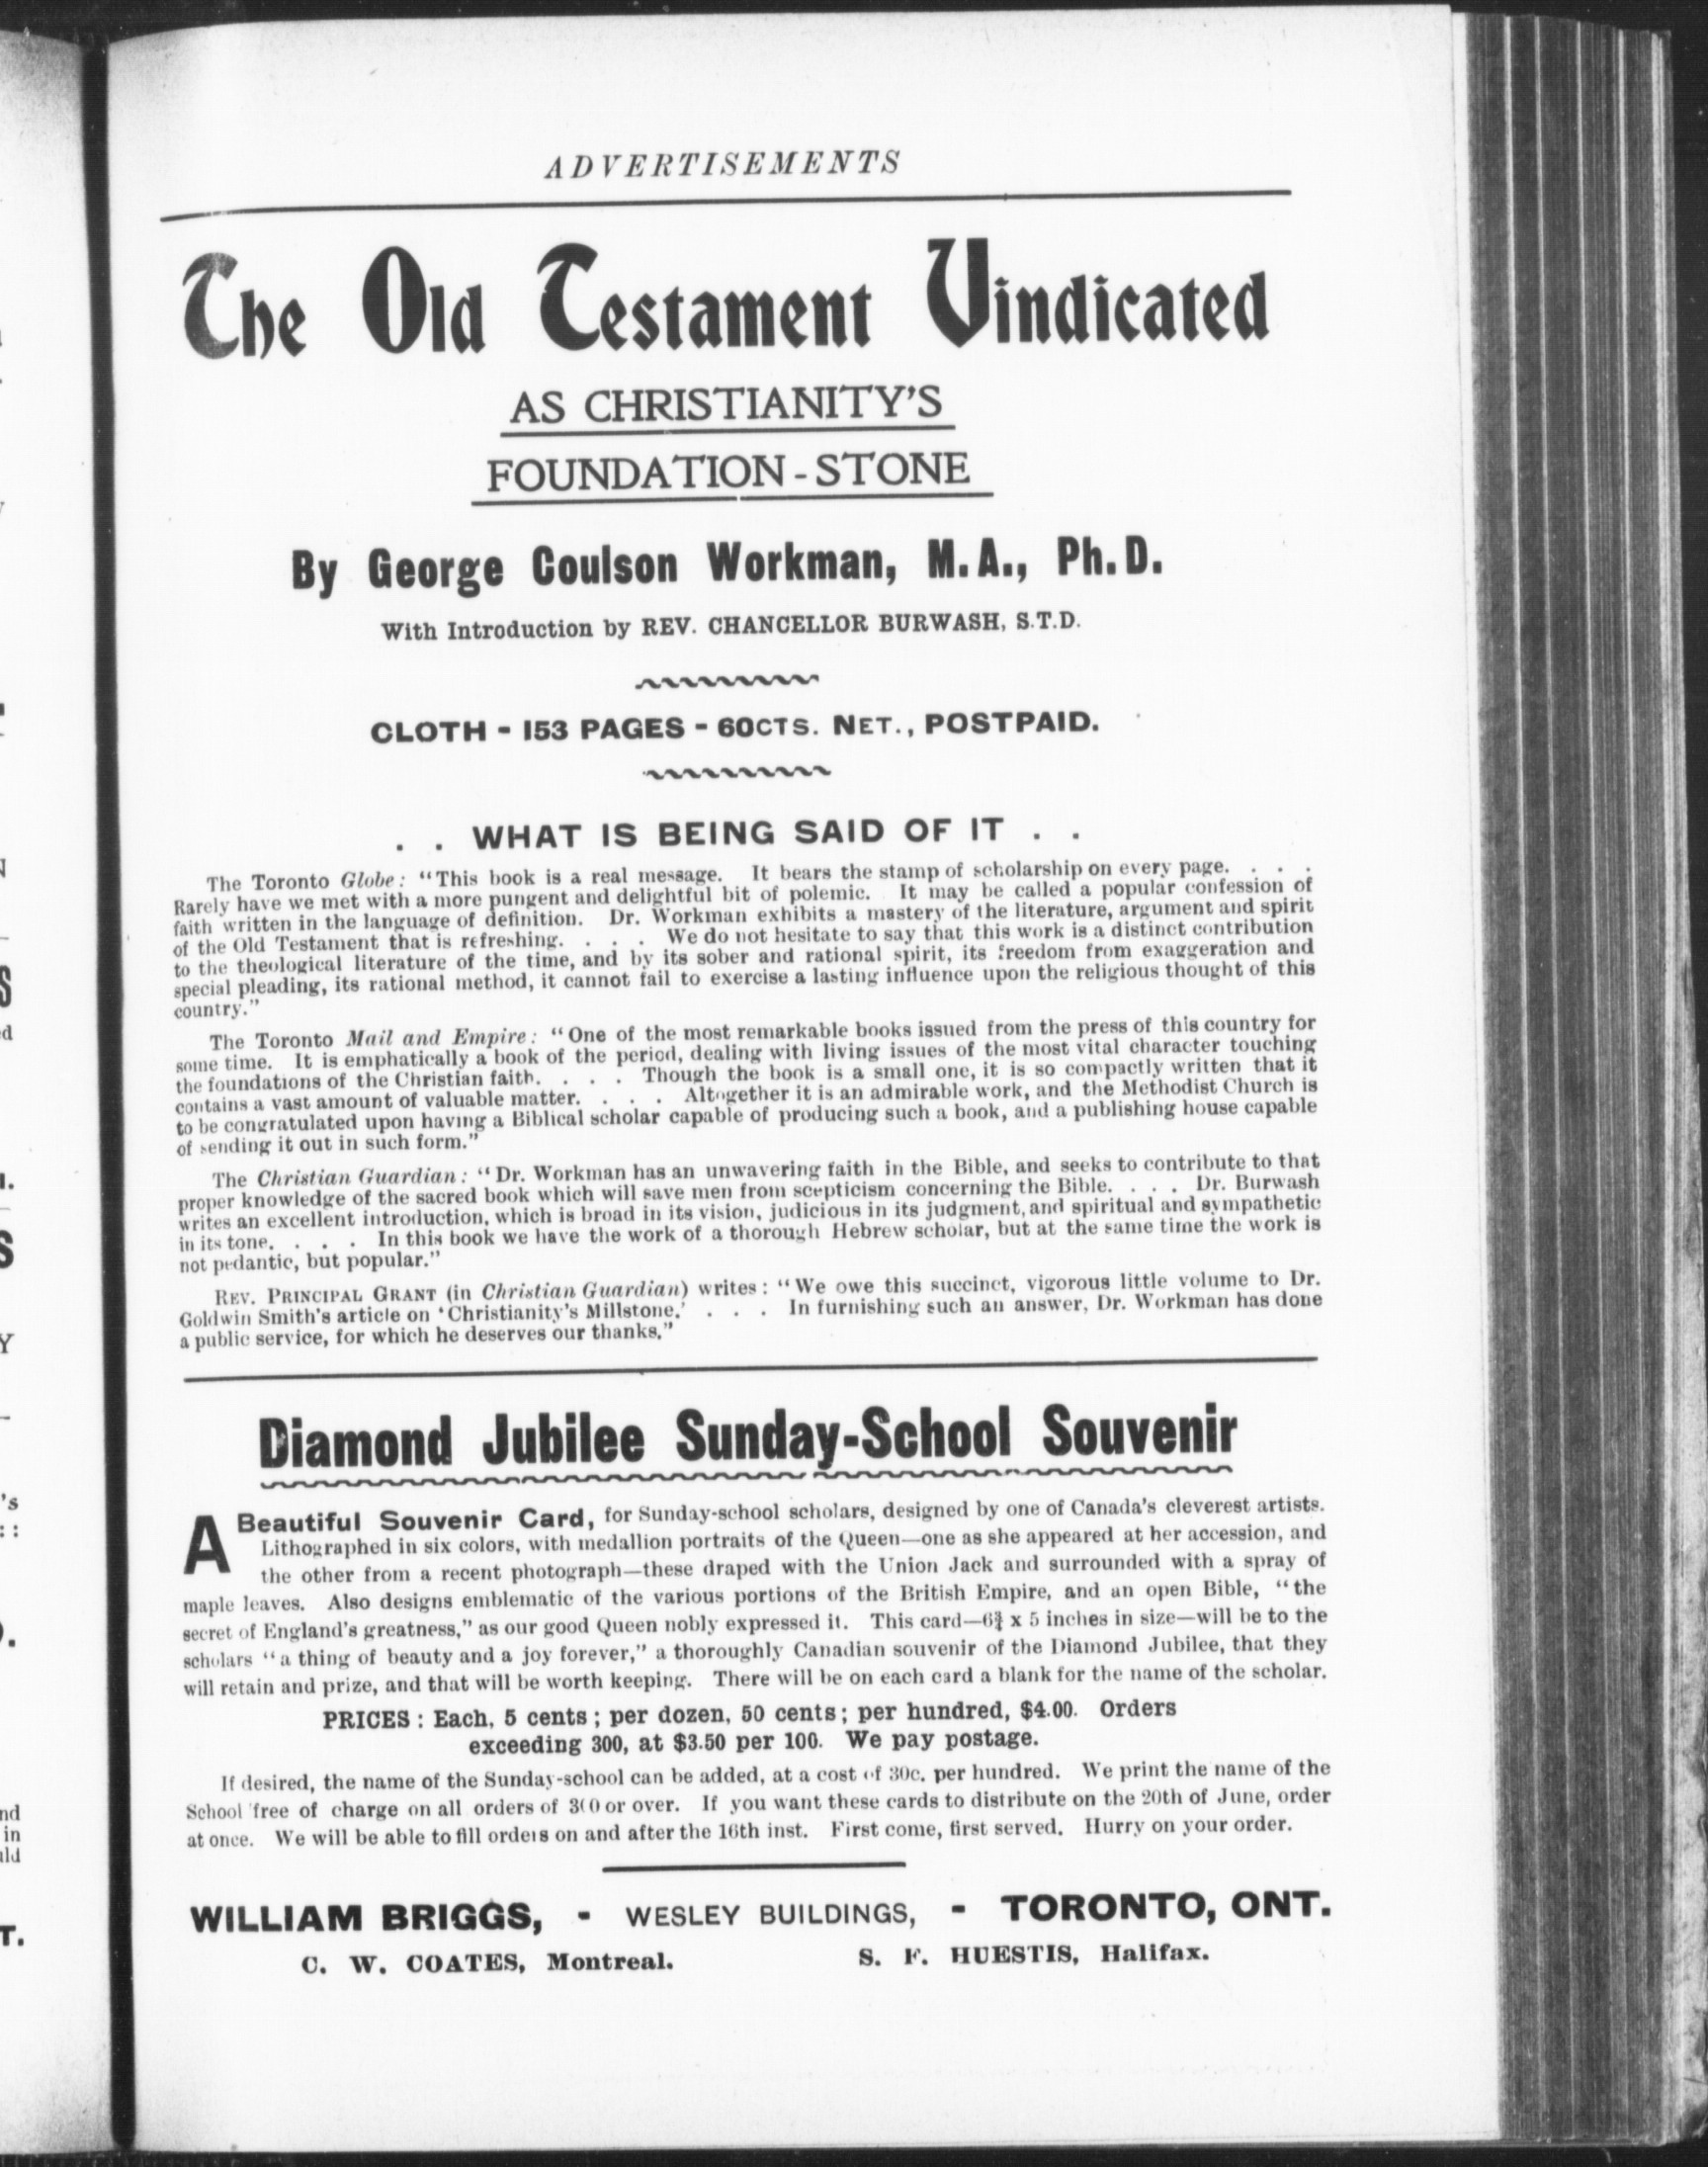 ADVERTISEMENTS
The Old Testament Vindicated
AS CHRISTIANITY'S
FOUNDATION-STONE
By George Coulson Workman, M.A., Ph.D.
With Introduction by REV. CHANCELLOR BURWASH, S.T.D.
CLOTH - 153 PAGES - 60CTS. NET., POSTPAID.
. . WHAT IS BEING SAID OF IT . .
The Toronto Globe: "This book is a real message. It bears the stamp of scholarship on every page. . . .
Rarely have we met with a more pungent and delightful bit of polemic. It may be called a popular confession of
faith written in the language of definition. Dr. Workman exhibits a mastery of the literature, argument and spirit
of the Old Testament that is refreshing. . . . We do not hesitate to say that this work is a distinct contribution
to the theological literature of the time, and by its sober and rational spirit, its freedom from exaggeration and
special pleading, its rational method, it cannot fail to exercise a lasting influence upon the religious thought of this
country."
The Toronto Mail and Empire: "One of the most remarkable books issued from the press of this country for
some time. It is emphatically a book of the period, dealing with living issues of the most vital character touching
the foundations of the Christian faith. . . . Though the book is a small one, it is so compactly written that it
contains a vast amount of valuable matter. . . . Altogether it is an admirable work, and the Methodist Church is
to be congratulated upon having a Biblical scholar capable of producing such a book, and a publishing house capable
of sending it out in such form."
The Christian Guardian: "Dr. Workman has an unwavering faith in the Bible, and seeks to contribute to that
proper knowledge of the sacred book which will save men from scepticism concerning the Bible. . . . Dr. Burwash
writes an excellent introduction, which is broad in its vision, judicious in its judgment, and spiritual and sympathetic
in its tone. . . . In this book we have the work of a thorough Hebrew scholar, but at the same time the work is
not pedantic, but popular."
REV. PRINCIPAL GRANT (in Christian Guardian) writes: "We owe this succinct, vigorous little volume to Dr.
Goldwin Smith's article on 'Christianity's Millstone.' . . . In furnishing such an answer, Dr. Workman has done
a public service, for which he deserves our thanks."
Diamond Jubilee Sunday-School Souvenir
A Beautiful Souvenir Card, for Sunday-school scholars, designed by one of Canada's cleverest artists.
Lithographed in six colors, with medallion portraits of the Queen—one as she appeared at her accession, and
the other from a recent photograph—these draped with the Union Jack and surrounded with a spray of
maple leaves. Also designs emblematic of the various portions of the British Empire, and an open Bible, "the
secret of England's greatness," as our good Queen nobly expressed it. This card—6¾ x 5 inches in size—will be to the
scholars "a thing of beauty and a joy forever," a thoroughly Canadian souvenir of the Diamond Jubilee, that they
will retain and prize, and that will be worth keeping. There will be on each card a blank for the name of the scholar.
PRICES: Each, 5 cents; per dozen, 50 cents; per hundred, $4.00. Orders
exceeding 300, at $3.50 per 100. We pay postage.
If desired, the name of the Sunday-school can be added, at a cost of 30c. per hundred. We print the name of the
School free of charge on all orders of 300 or over. If you want these cards to distribute on the 20th of June, order
at once. We will be able to fill orders on and after the 16th inst. First come, first served. Hurry on your order.
WILLIAM BRIGGS, - WESLEY BUILDINGS, - TORONTO, ONT.
C. W. COATES, Montreal. S. F. HUESTIS, Halifax.